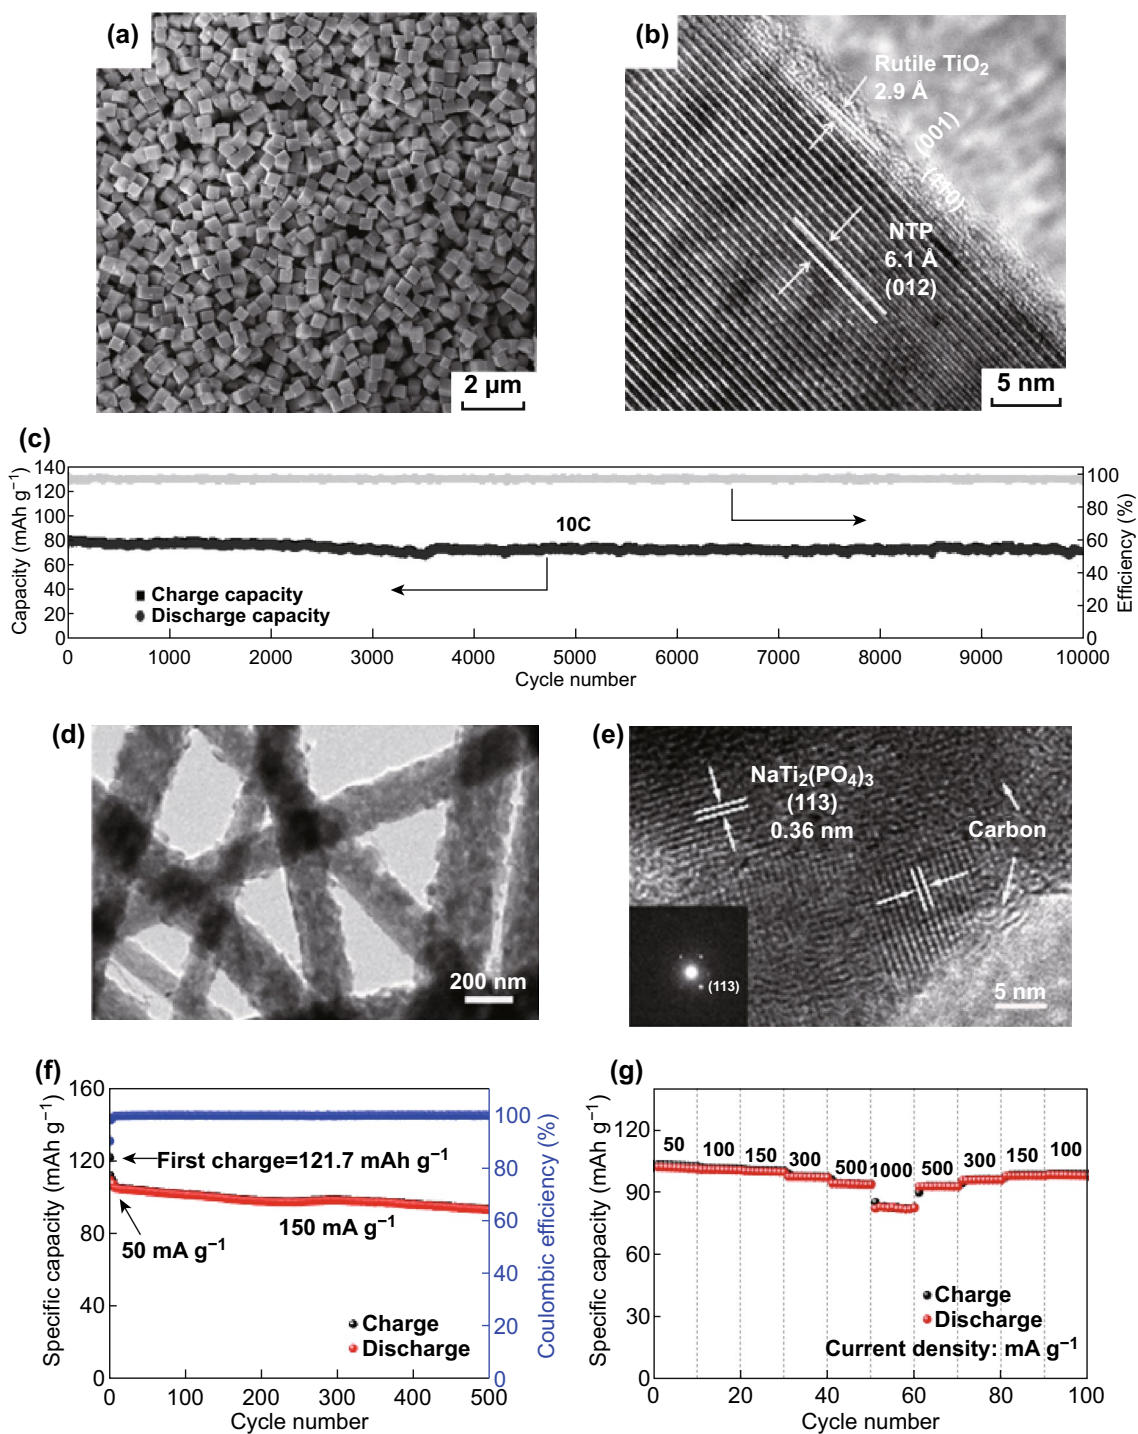 (a)
2 μm
(b)
Rutile TiO₂
2.9 Å
(001)
(110)
NTP
6.1 Å
(012)
5 nm
(c)
Capacity (mAh g⁻¹)
140
120
100
80
60
40
20
0
10C
Charge capacity
Discharge capacity
100
80
60
40
20
0
Efficiency (%)
0 1000 2000 3000 4000 5000 6000 7000 8000 9000 10000
Cycle number
(d)
200 nm
(e)
NaTi₂(PO₄)₃
(113)
0.36 nm
Carbon
(113)
5 nm
(f)
Specific capacity (mAh g⁻¹)
160
120
80
40
0
First charge=121.7 mAh g⁻¹
50 mA g⁻¹
150 mA g⁻¹
Charge
Discharge
100
80
60
40
20
0
Coulombic efficiency (%)
0 100 200 300 400 500
Cycle number
(g)
Specific capacity (mAh g⁻¹)
120
90
60
30
0
50 100 150 300 500 1000 500 300 150 100
Charge
Discharge
Current density: mA g⁻¹
0 20 40 60 80 100
Cycle number